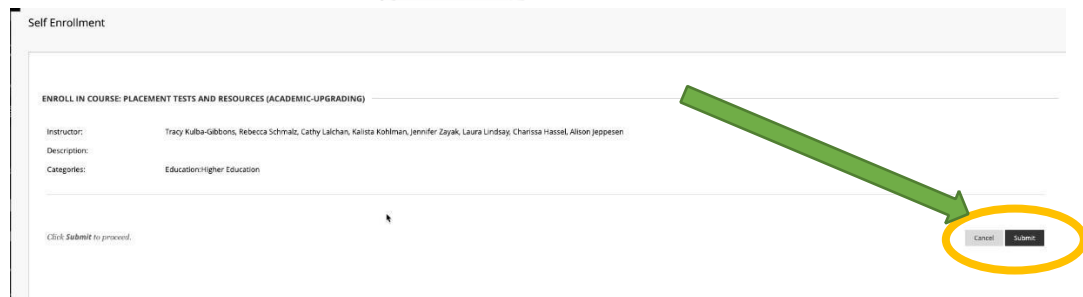 Self Enrollment
ENROLL IN COURSE: PLACEMENT TESTS AND RESOURCES (ACADEMIC-UPGRADING)
Instructor: Tracy Kulba-Gibbons, Rebecca Schmalz, Cathy Lalchan, Kalista Kohlman, Jennifer Zayak, Laura Lindsay, Charissa Hassel, Alison Jeppesen
Description:
Categories: Education:Higher Education
Click Submit to proceed. Cancel Submit